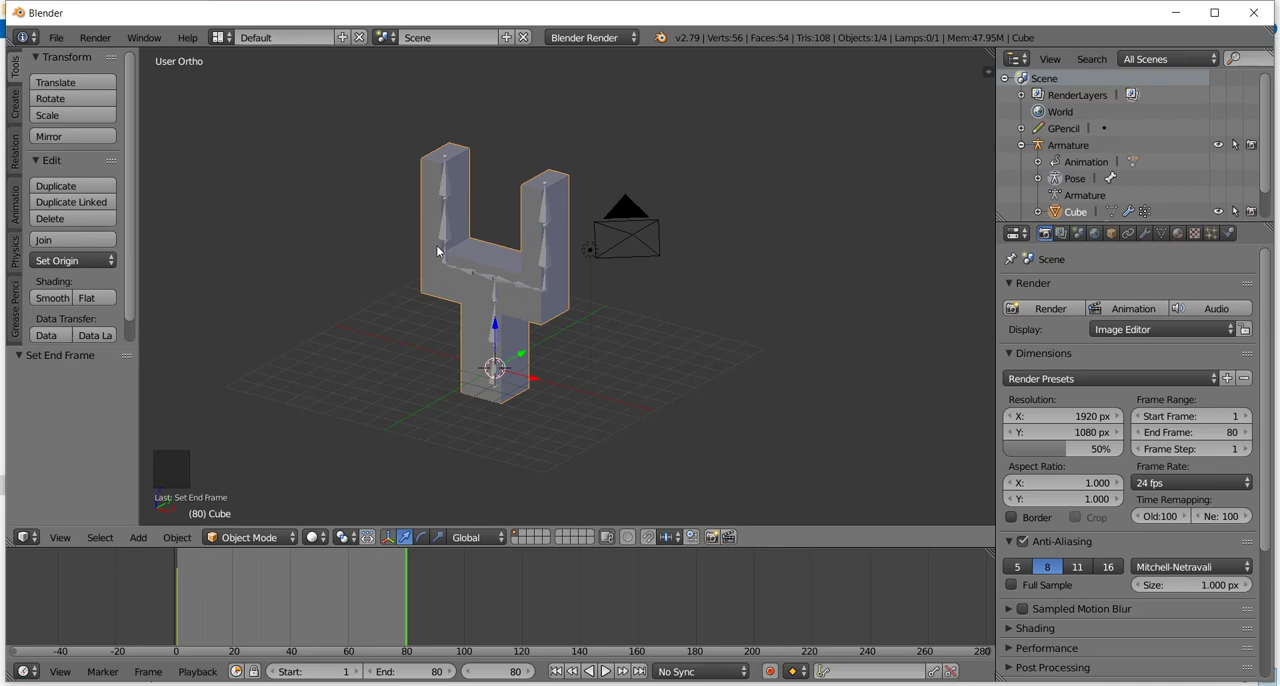 Blender
File Render Window Help Default Scene Blender Render v2.79 | Verts:56 | Faces:54 | Tris:108 | Objects:1/4 | Lamps:0/1 | Mem:47.95M | Cube
Tools
Create
Relation
Animatio
Physics
Grease Pencil
Transform
Translate
Rotate
Scale
Mirror
Edit
Duplicate
Duplicate Linked
Delete
Join
Set Origin
Shading:
Smooth Flat
Data Transfer:
Data Data La
Set End Frame
User Ortho
Last: Set End Frame
(80) Cube
View Search All Scenes
Scene
RenderLayers
World
GPencil
Armature
Animation
Pose
Armature
Cube
Scene
Render
Render Animation Audio
Display: Image Editor
Dimensions
Render Presets
Resolution: Frame Range:
X: 1920 px Start Frame: 1
Y: 1080 px End Frame: 80
50% Frame Step: 1
Aspect Ratio: Frame Rate:
X: 1.000 24 fps
Y: 1.000 Time Remapping:
Border Crop Old:100 Ne: 100
Anti-Aliasing
5 8 11 16 Mitchell-Netravali
Full Sample Size: 1.000 px
Sampled Motion Blur
Shading
Performance
Post Processing
View Select Add Object Object Mode Global
-40 -20 0 20 40 60 80 100 120 140 160 180 200 220 240 260 280
View Marker Frame Playback Start: 1 End: 80 80 No Sync